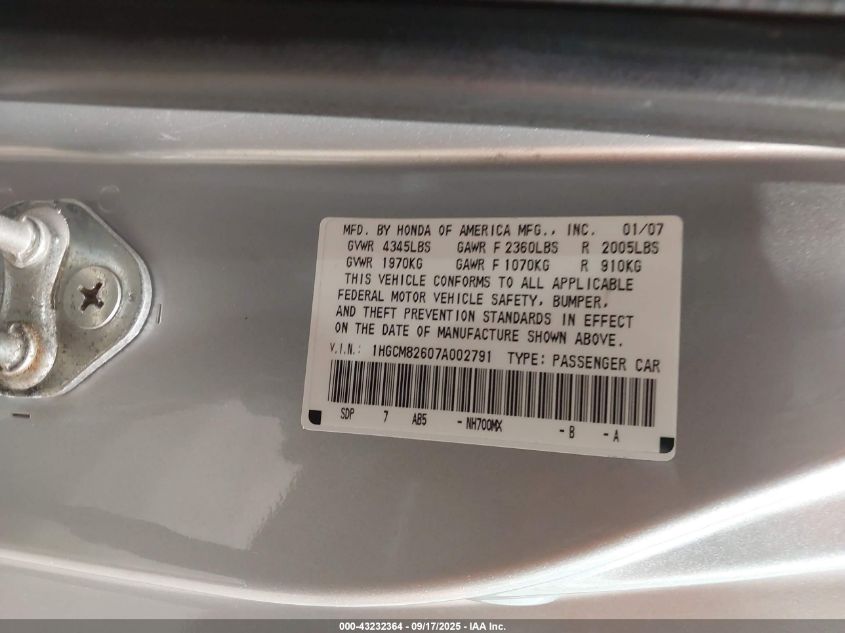 MFD. BY HONDA OF AMERICA MFG., INC. 01/07
GVWR 4345LBS GAWR F 2360LBS R 2005LBS
GVWR 1970KG GAWR F 1070KG R 910KG
THIS VEHICLE CONFORMS TO ALL APPLICABLE
FEDERAL MOTOR VEHICLE SAFETY, BUMPER,
AND THEFT PREVENTION STANDARDS IN EFFECT
ON THE DATE OF MANUFACTURE SHOWN ABOVE.
V.I.N.: 1HGCM82607A002791 TYPE: PASSENGER CAR
SDP 7 AB5 -NH700MX -B -A
000-43232364 - 09/17/2025 - IAA Inc.